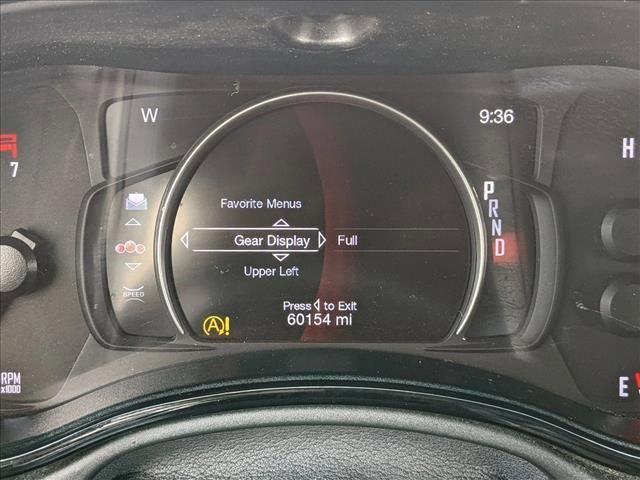 W
9:36
7
H
P
R
N
D
Favorite Menus
Gear Display Full
Upper Left
SPEED
Press to Exit
60154 mi
A!
RPM
x1000
E